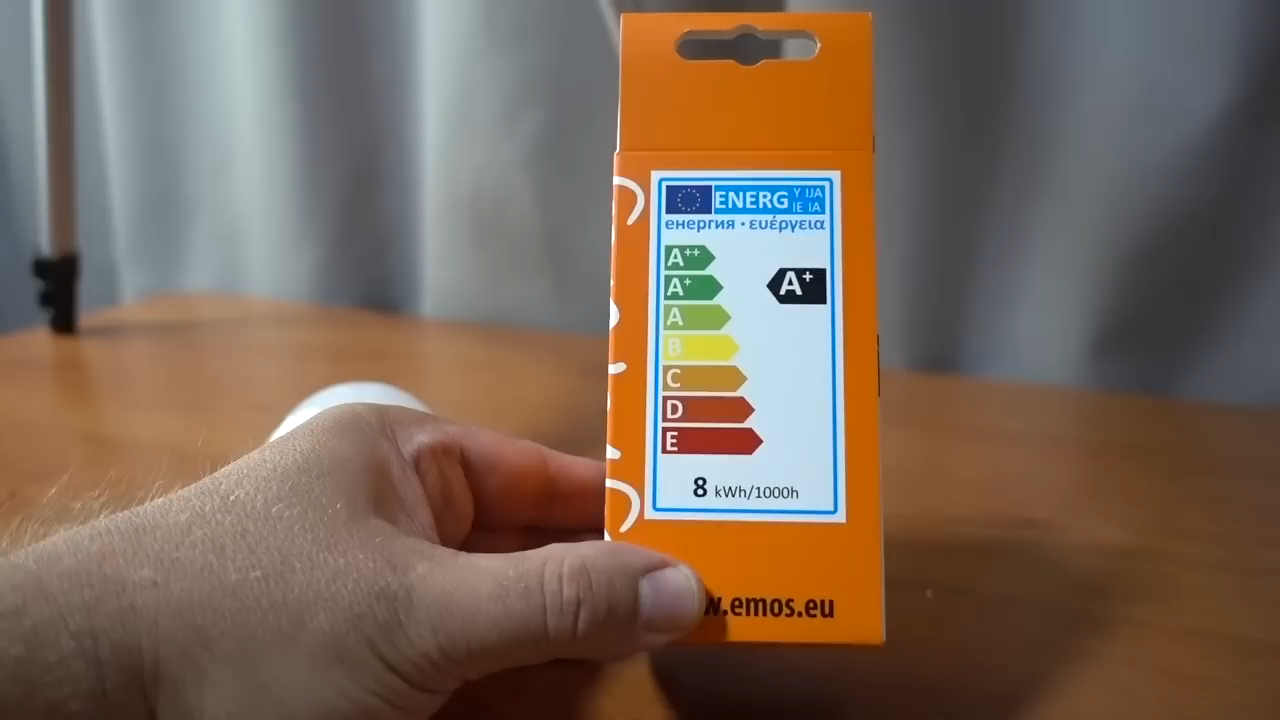 ENERG Y IJA
IE IA
енергия · ενέργεια
A++
A+
A+
A
B
C
D
E
8 kWh/1000h
w.emos.eu